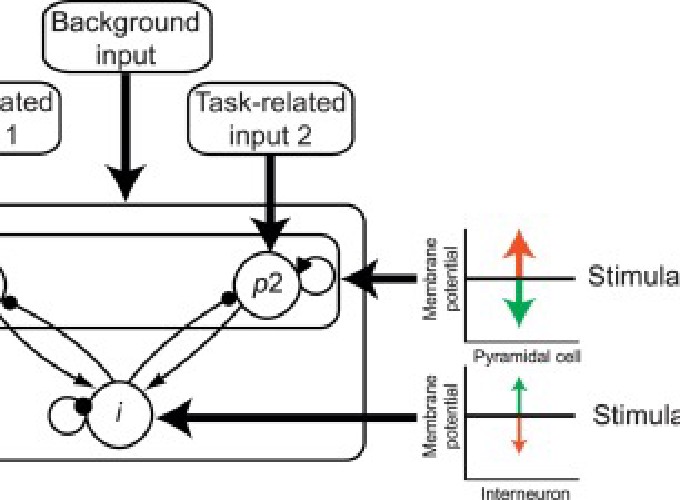 Background
input
ated
1
Task-related
input 2
p2
i
Membrane
potential
Pyramidal cell
Stimula
Membrane
potential
Interneuron
Stimula